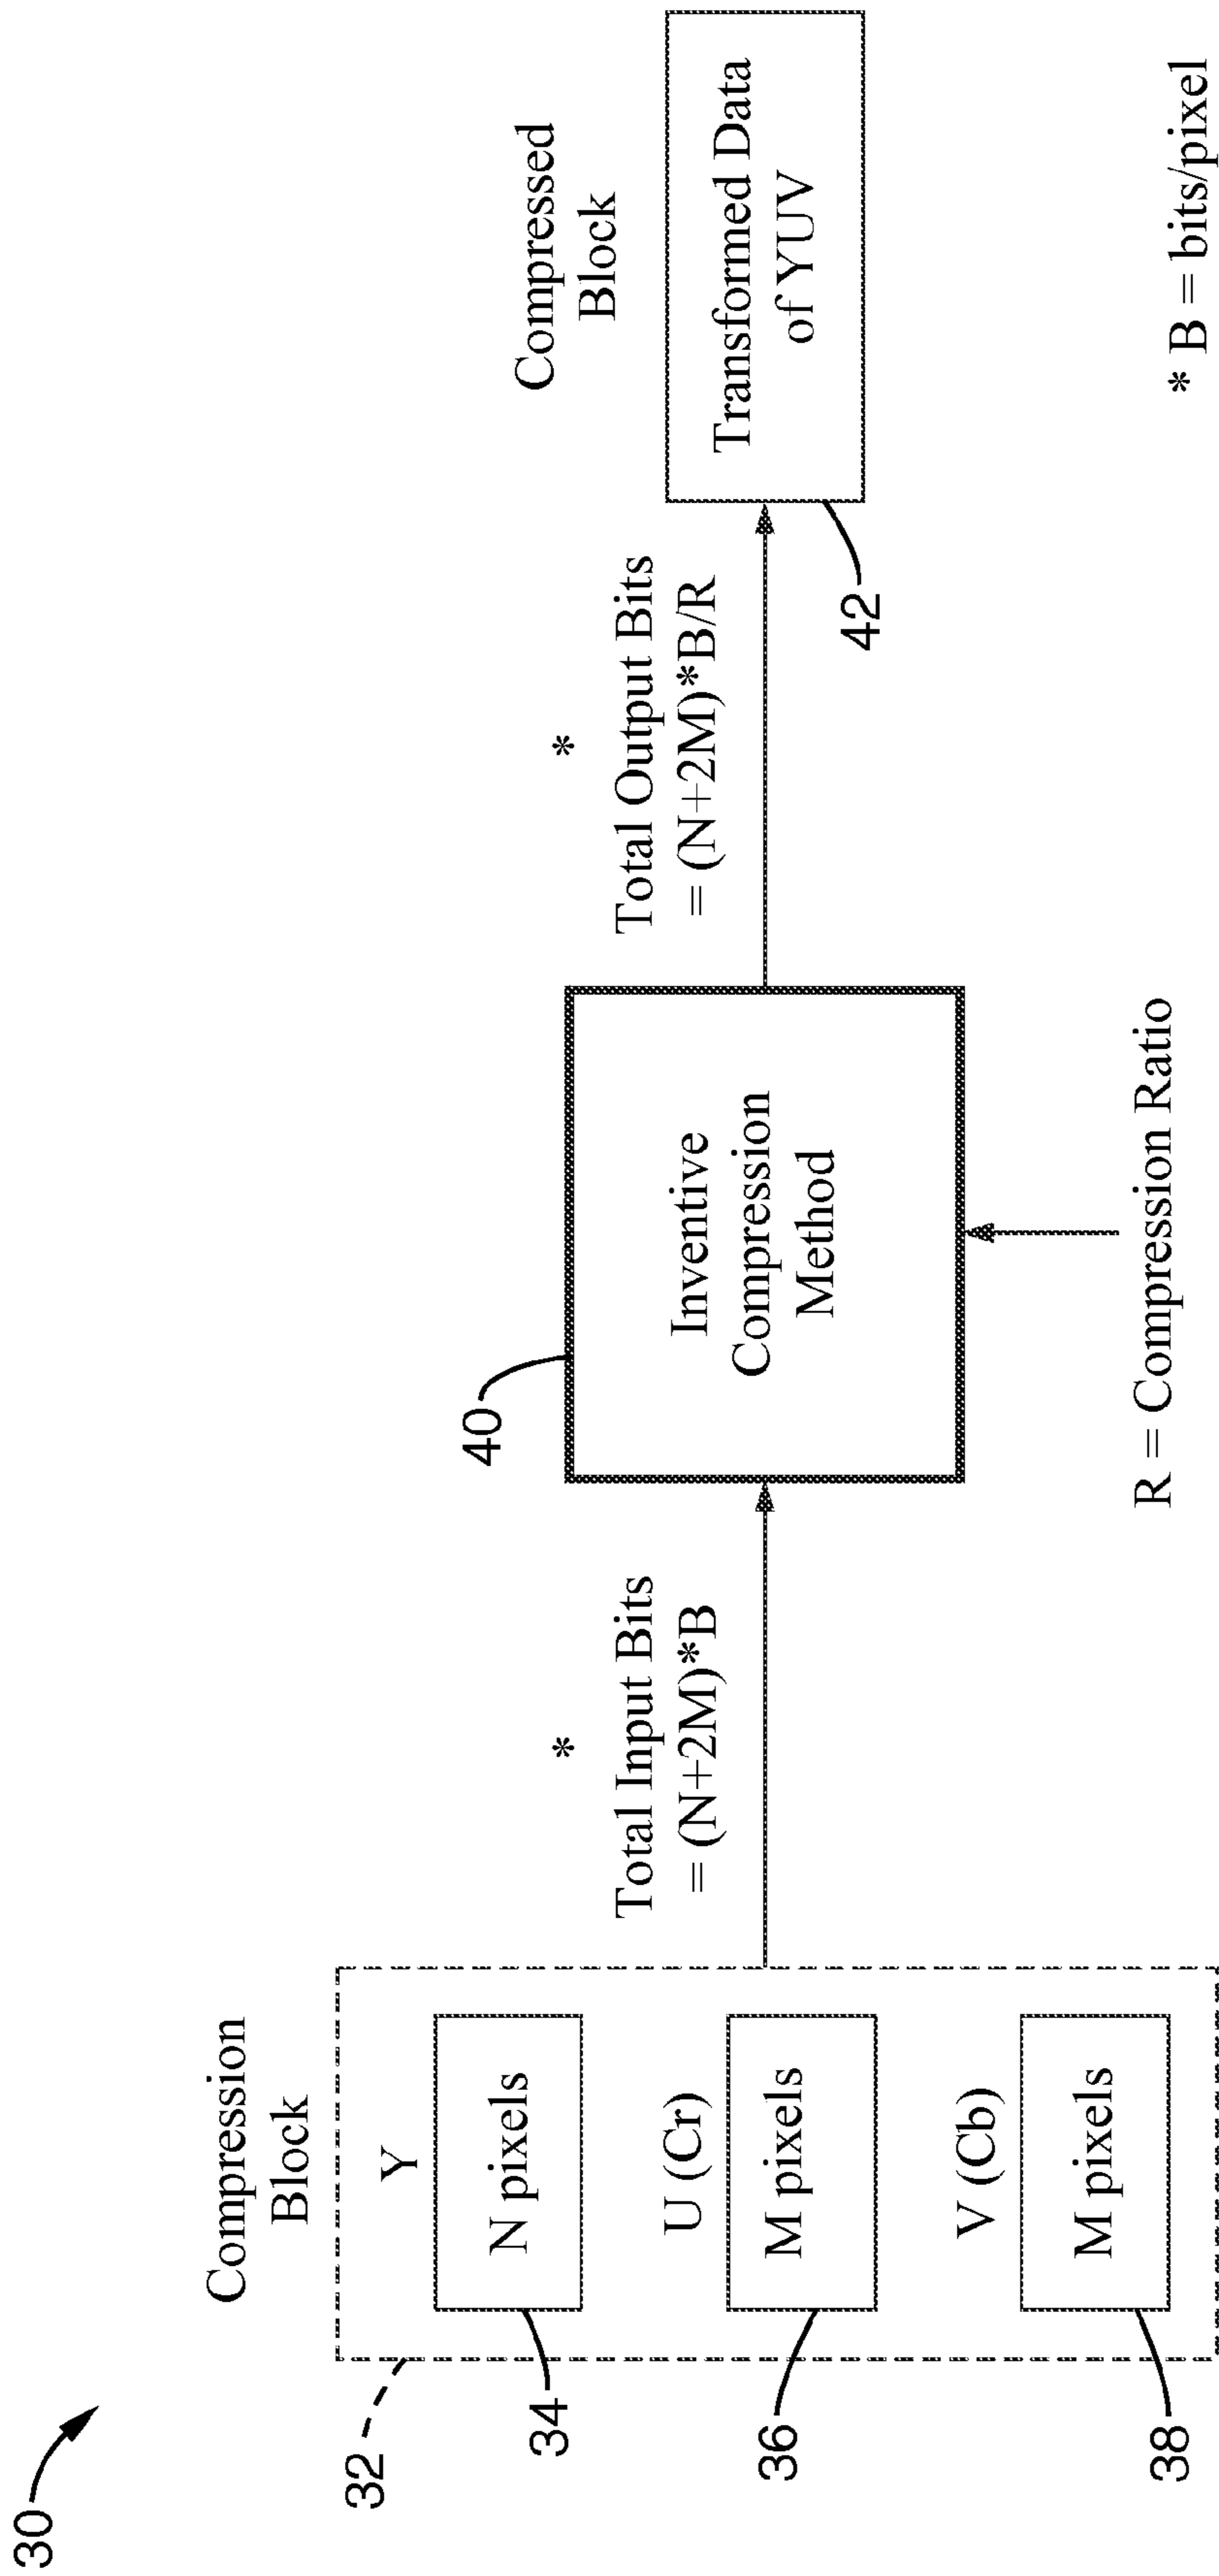 30
Compression
Block
32
Y
N pixels
34
U (Cr)
M pixels
36
V (Cb)
M pixels
38
*
Total Input Bits
= (N+2M)*B
40
Inventive
Compression
Method
R = Compression Ratio
*
Total Output Bits
= (N+2M)*B/R
Compressed
Block
Transformed Data
of YUV
42
* B = bits/pixel